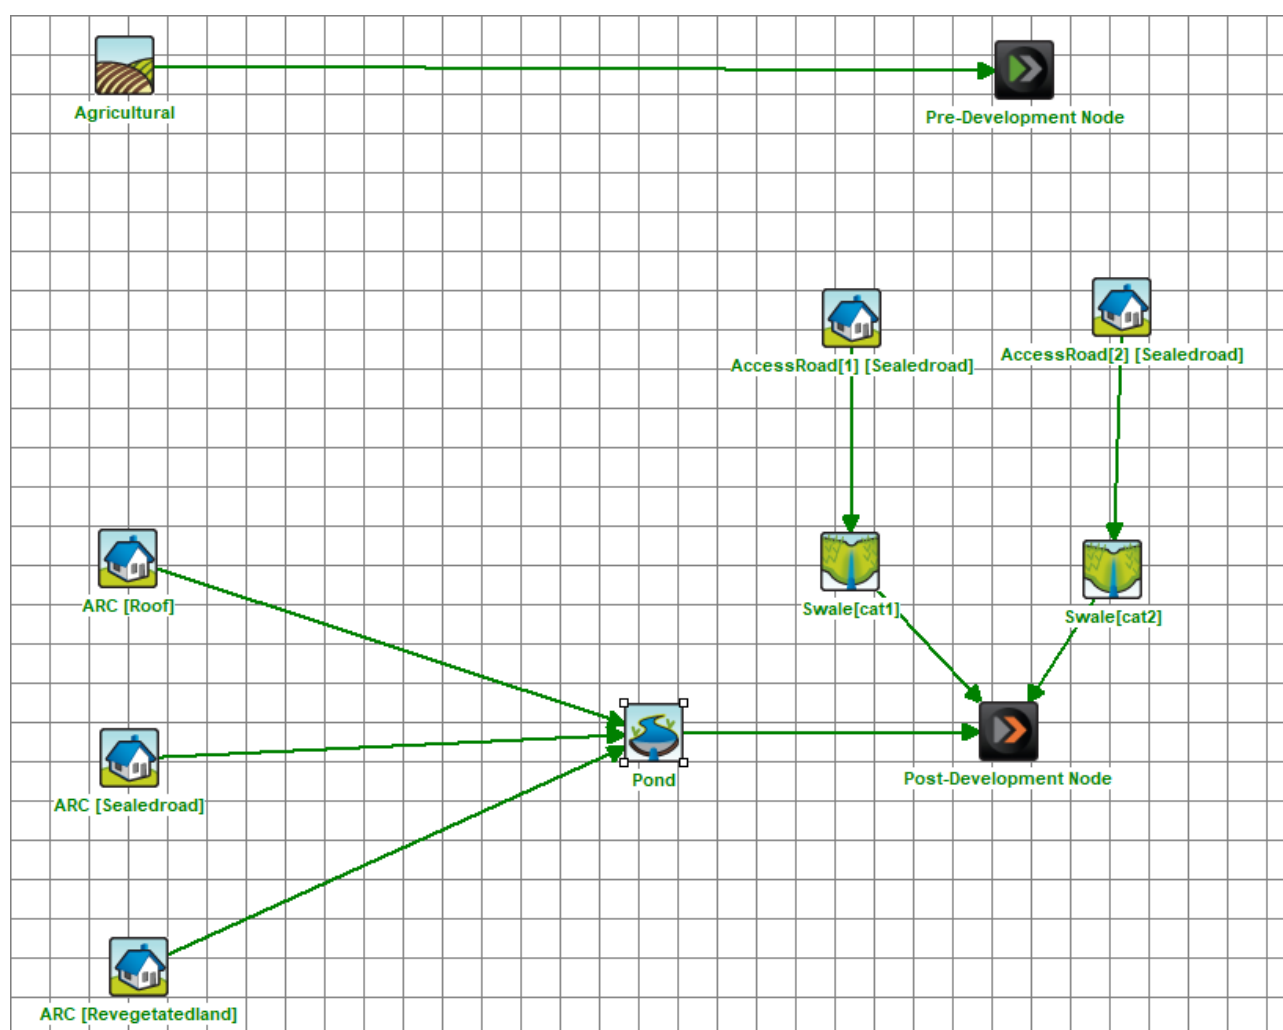 Agricultural
Pre-Development Node
AccessRoad[1] [Sealedroad]
AccessRoad[2] [Sealedroad]
ARC [Roof]
Swale[cat1]
Swale[cat2]
ARC [Sealedroad]
Pond
Post-Development Node
ARC [Revegetatedland]